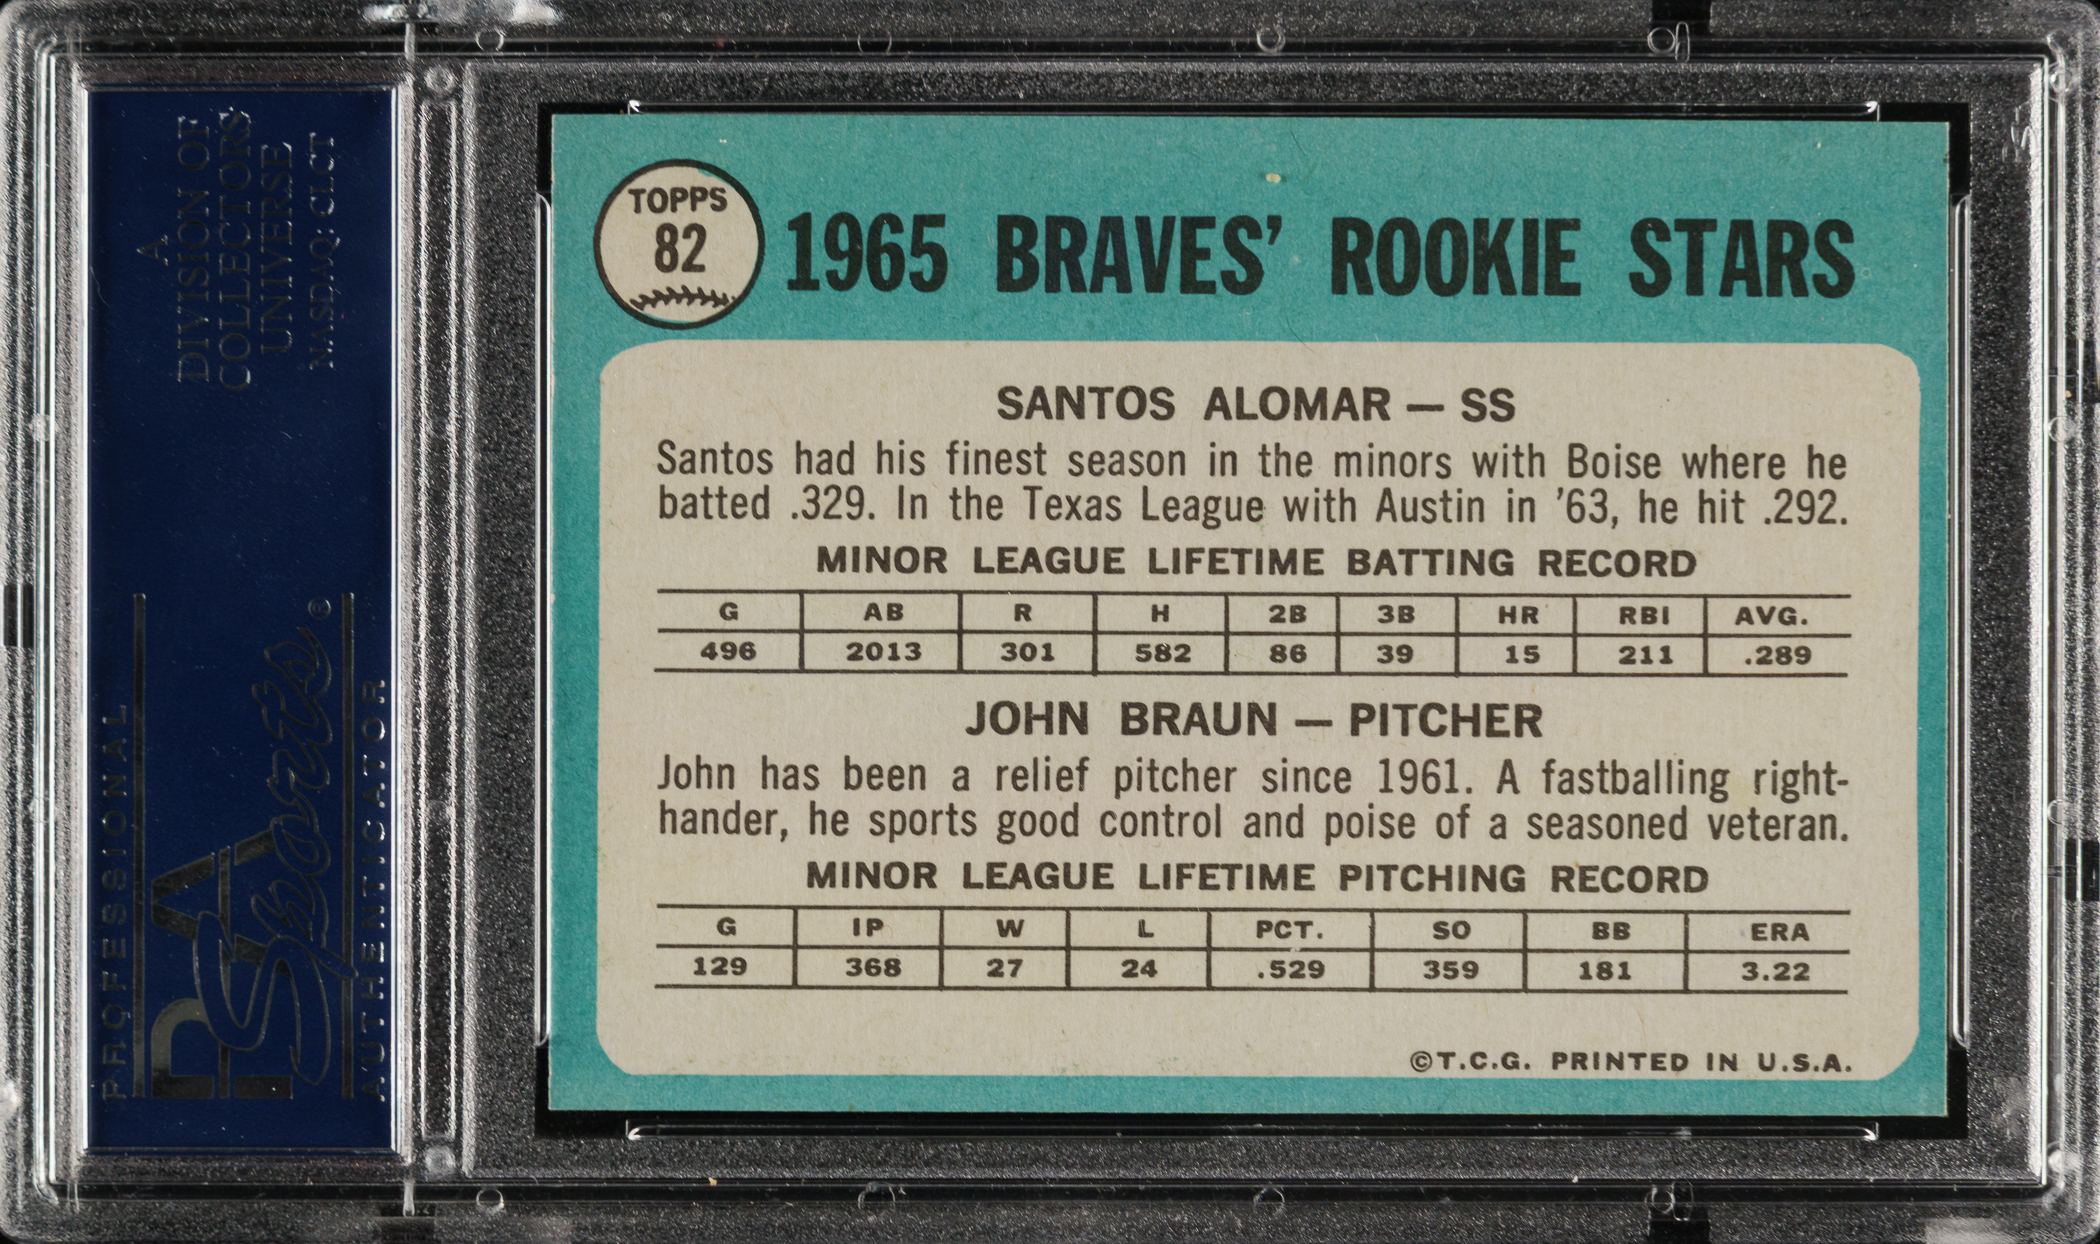 A
DIVISION OF
COLLECTORS
UNIVERSE
NASDAQ: CLCT
PROFESSIONAL
PSA
Sports®
AUTHENTICATOR
TOPPS
82
1965 BRAVES' ROOKIE STARS
SANTOS ALOMAR — SS
Santos had his finest season in the minors with Boise where he
batted .329. In the Texas League with Austin in '63, he hit .292.
MINOR LEAGUE LIFETIME BATTING RECORD
G AB R H 2B 3B HR RBI AVG.
496 2013 301 582 86 39 15 211 .289
JOHN BRAUN — PITCHER
John has been a relief pitcher since 1961. A fastballing right-
hander, he sports good control and poise of a seasoned veteran.
MINOR LEAGUE LIFETIME PITCHING RECORD
G IP W L PCT. SO BB ERA
129 368 27 24 .529 359 181 3.22
©T.C.G. PRINTED IN U.S.A.